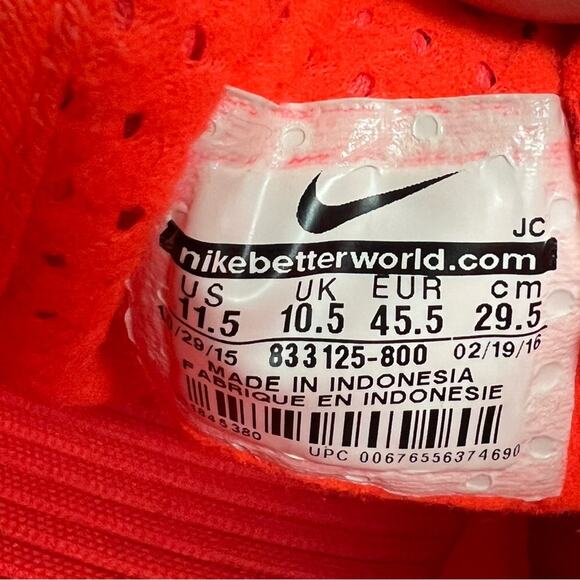 JC
nikebetterworld.com
US UK EUR cm
11.5 10.5 45.5 29.5
/29/15 833125-800 02/19/16
MADE IN INDONESIA
FABRIQUE EN INDONESIE
1845380
UPC 00676556374690